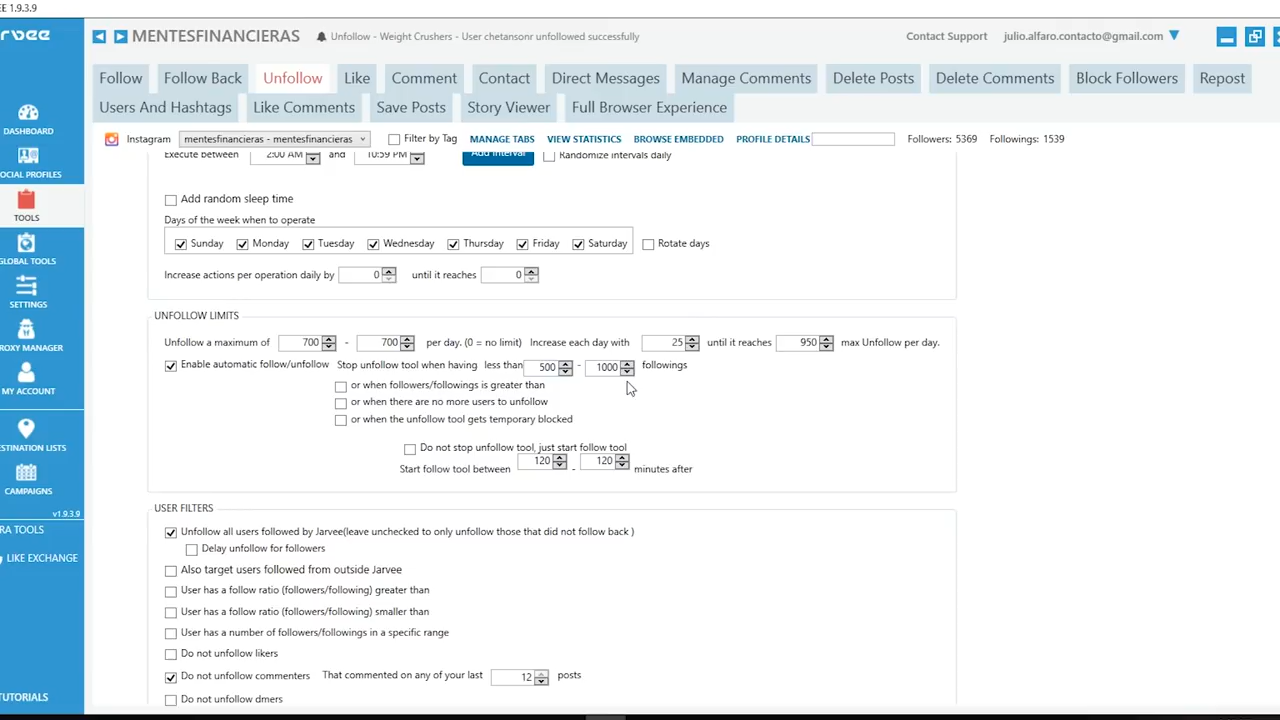 EE 1.9.3.9
MENTESFINANCIERAS Unfollow - Weight Crushers - User chetansonr unfollowed successfully Contact Support julio.alfaro.contacto@gmail.com
Follow Follow Back Unfollow Like Comment Contact Direct Messages Manage Comments Delete Posts Delete Comments Block Followers Repost
Users And Hashtags Like Comments Save Posts Story Viewer Full Browser Experience
Instagram mentesfinancieras - mentesfinancieras Filter by Tag MANAGE TABS VIEW STATISTICS BROWSE EMBEDDED PROFILE DETAILS Followers: 5369 Followings: 1539
DASHBOARD
OCIAL PROFILES
TOOLS
GLOBAL TOOLS
SETTINGS
ROXY MANAGER
MY ACCOUNT
ESTINATION LISTS
CAMPAIGNS
v1.9.3.9
RA TOOLS
LIKE EXCHANGE
TUTORIALS
Execute between 2:00 AM and 10:59 PM Add Interval Randomize intervals daily
Add random sleep time
Days of the week when to operate
Sunday Monday Tuesday Wednesday Thursday Friday Saturday Rotate days
Increase actions per operation daily by 0 until it reaches 0
UNFOLLOW LIMITS
Unfollow a maximum of 700 - 700 per day. (0 = no limit) Increase each day with 25 until it reaches 950 max Unfollow per day.
Enable automatic follow/unfollow Stop unfollow tool when having less than 500 - 1000 followings
or when followers/followings is greater than
or when there are no more users to unfollow
or when the unfollow tool gets temporary blocked
Do not stop unfollow tool, just start follow tool
Start follow tool between 120 - 120 minutes after
USER FILTERS
Unfollow all users followed by Jarvee(leave unchecked to only unfollow those that did not follow back )
Delay unfollow for followers
Also target users followed from outside Jarvee
User has a follow ratio (followers/following) greater than
User has a follow ratio (followers/following) smaller than
User has a number of followers/followings in a specific range
Do not unfollow likers
Do not unfollow commenters That commented on any of your last 12 posts
Do not unfollow dmers